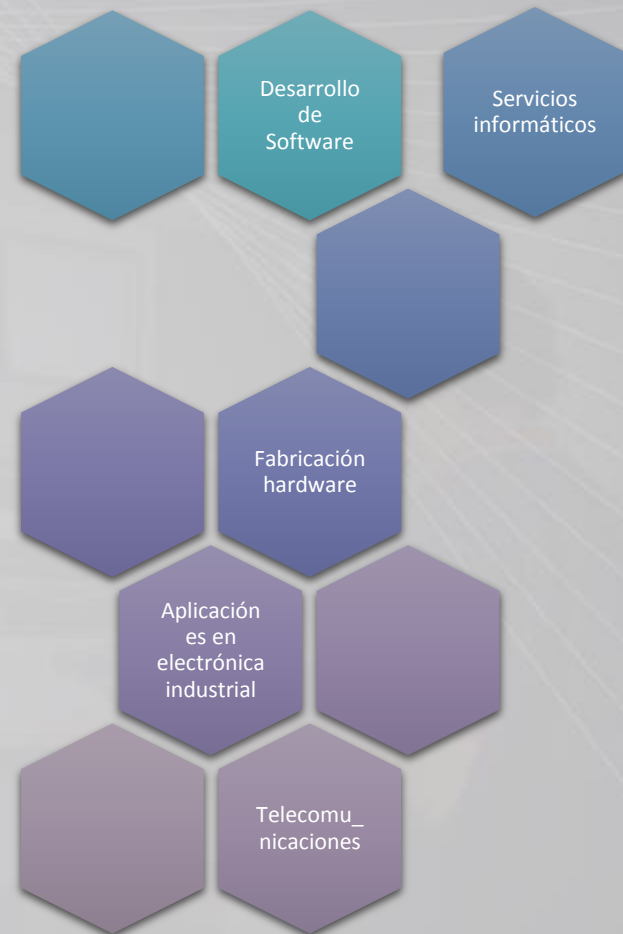 Desarrollo
de
Software
Servicios
informáticos
Fabricación
hardware
Aplicación
es en
electrónica
industrial
Telecomu_
nicaciones